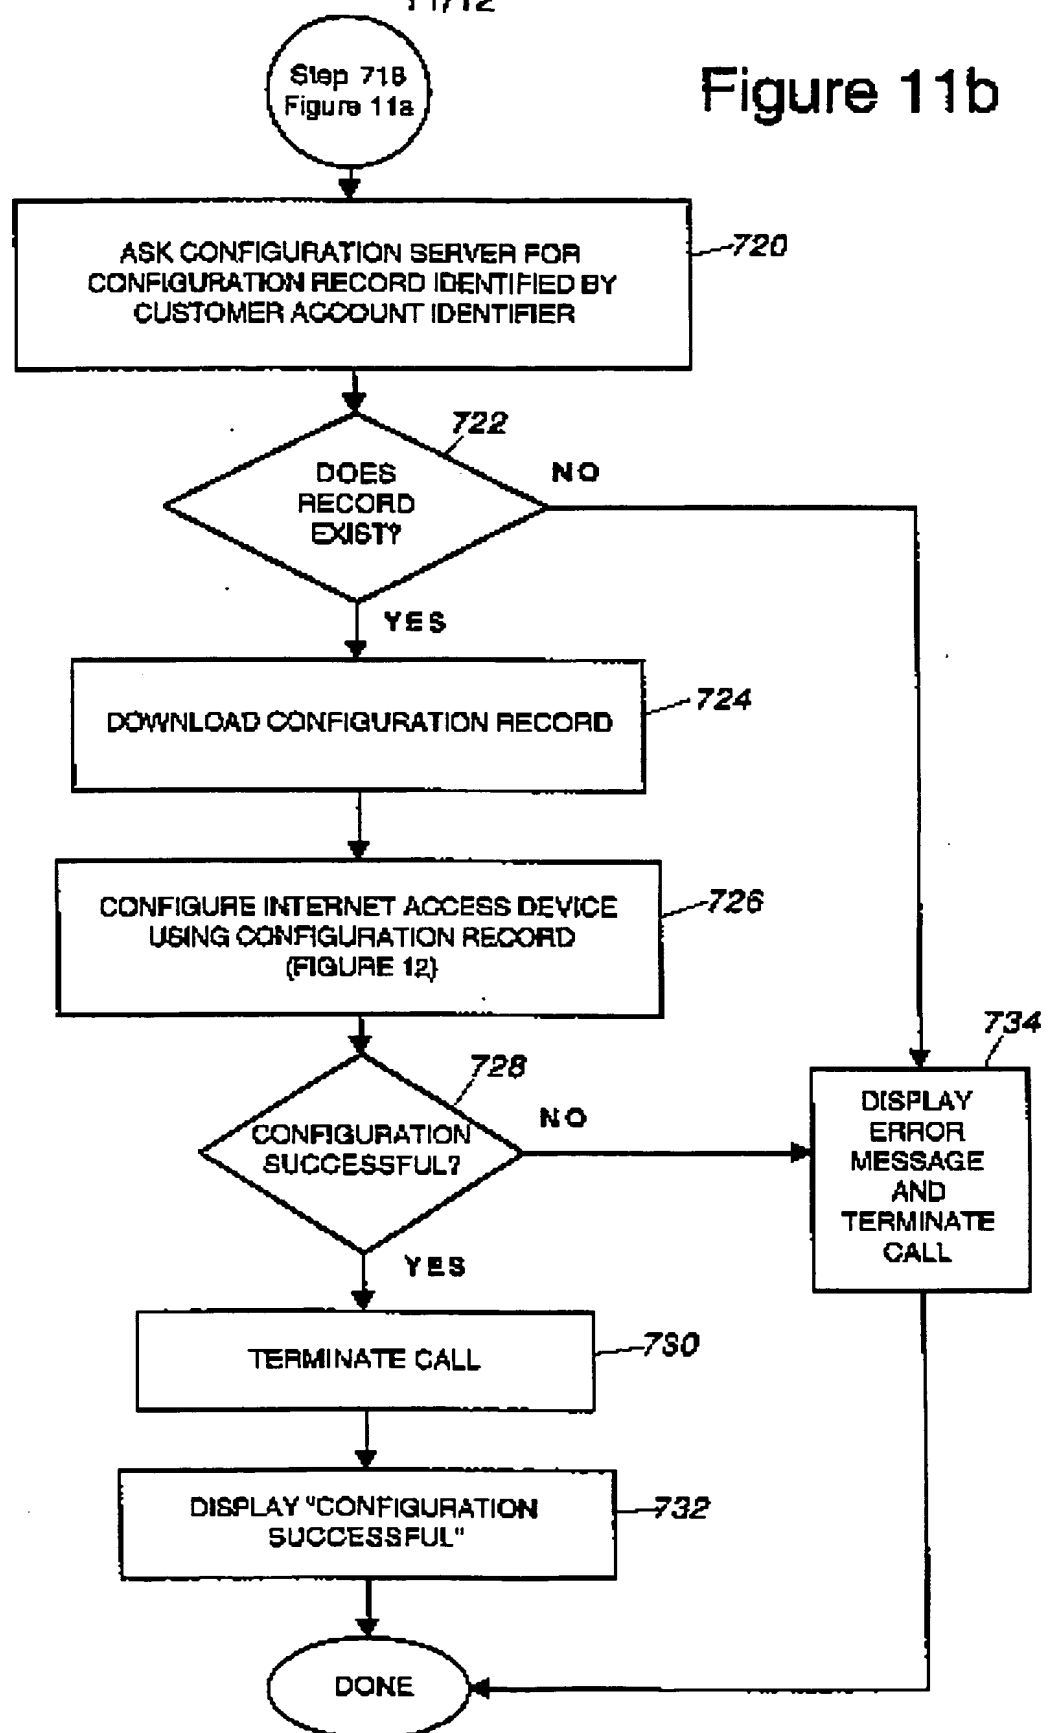 11/12
Figure 11b
Step 718
Figure 11a
ASK CONFIGURATION SERVER FOR
CONFIGURATION RECORD IDENTIFIED BY
CUSTOMER ACCOUNT IDENTIFIER
720
DOES
RECORD
EXIST?
722
NO
YES
DOWNLOAD CONFIGURATION RECORD
724
CONFIGURE INTERNET ACCESS DEVICE
USING CONFIGURATION RECORD
(FIGURE 12)
726
CONFIGURATION
SUCCESSFUL?
728
NO
734
DISPLAY
ERROR
MESSAGE
AND
TERMINATE
CALL
YES
TERMINATE CALL
730
DISPLAY "CONFIGURATION
SUCCESSFUL"
732
DONE